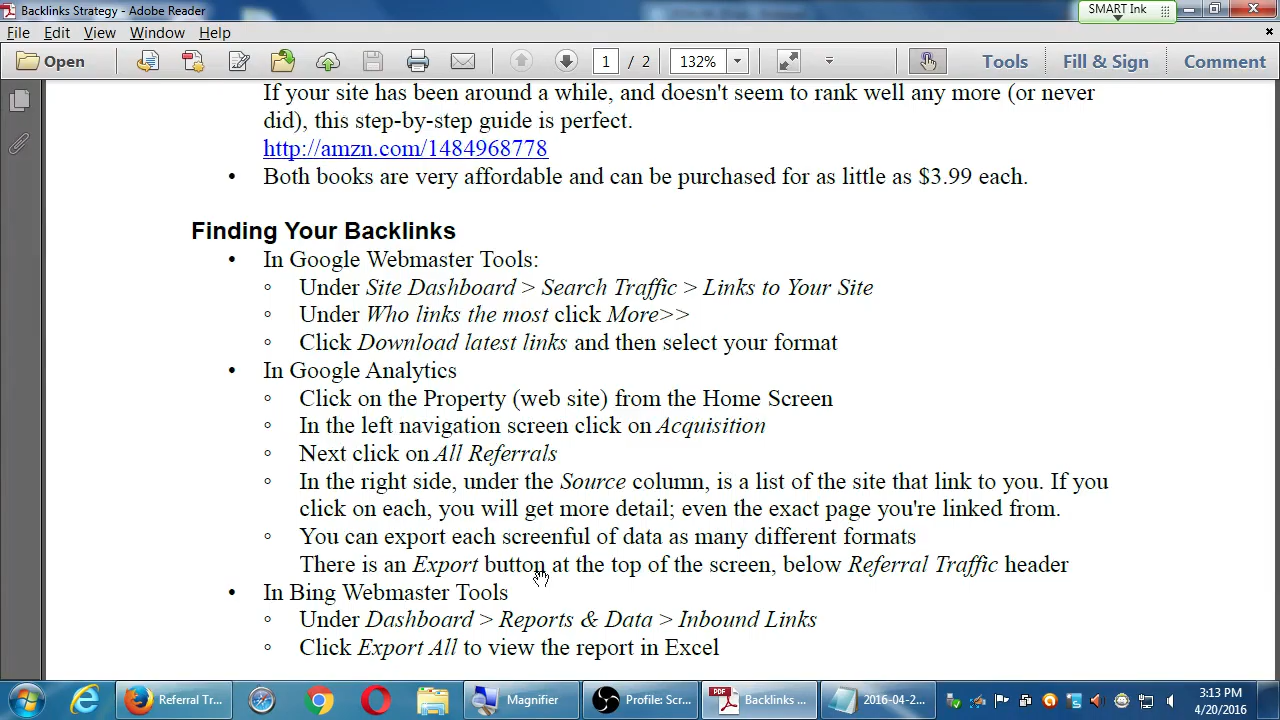 Backlinks Strategy - Adobe Reader
SMART Ink
File Edit View Window Help
Open 1 / 2 132% Tools Fill & Sign Comment
If your site has been around a while, and doesn't seem to rank well any more (or never
did), this step-by-step guide is perfect.
http://amzn.com/1484968778
• Both books are very affordable and can be purchased for as little as $3.99 each.
Finding Your Backlinks
• In Google Webmaster Tools:
◦ Under Site Dashboard > Search Traffic > Links to Your Site
◦ Under Who links the most click More>>
◦ Click Download latest links and then select your format
• In Google Analytics
◦ Click on the Property (web site) from the Home Screen
◦ In the left navigation screen click on Acquisition
◦ Next click on All Referrals
◦ In the right side, under the Source column, is a list of the site that link to you. If you
click on each, you will get more detail; even the exact page you're linked from.
◦ You can export each screenful of data as many different formats
There is an Export button at the top of the screen, below Referral Traffic header
• In Bing Webmaster Tools
◦ Under Dashboard > Reports & Data > Inbound Links
◦ Click Export All to view the report in Excel
Referral Tr... Magnifier Profile: Scr... PDF Backlinks ... 2016-04-2...
3:13 PM
4/20/2016